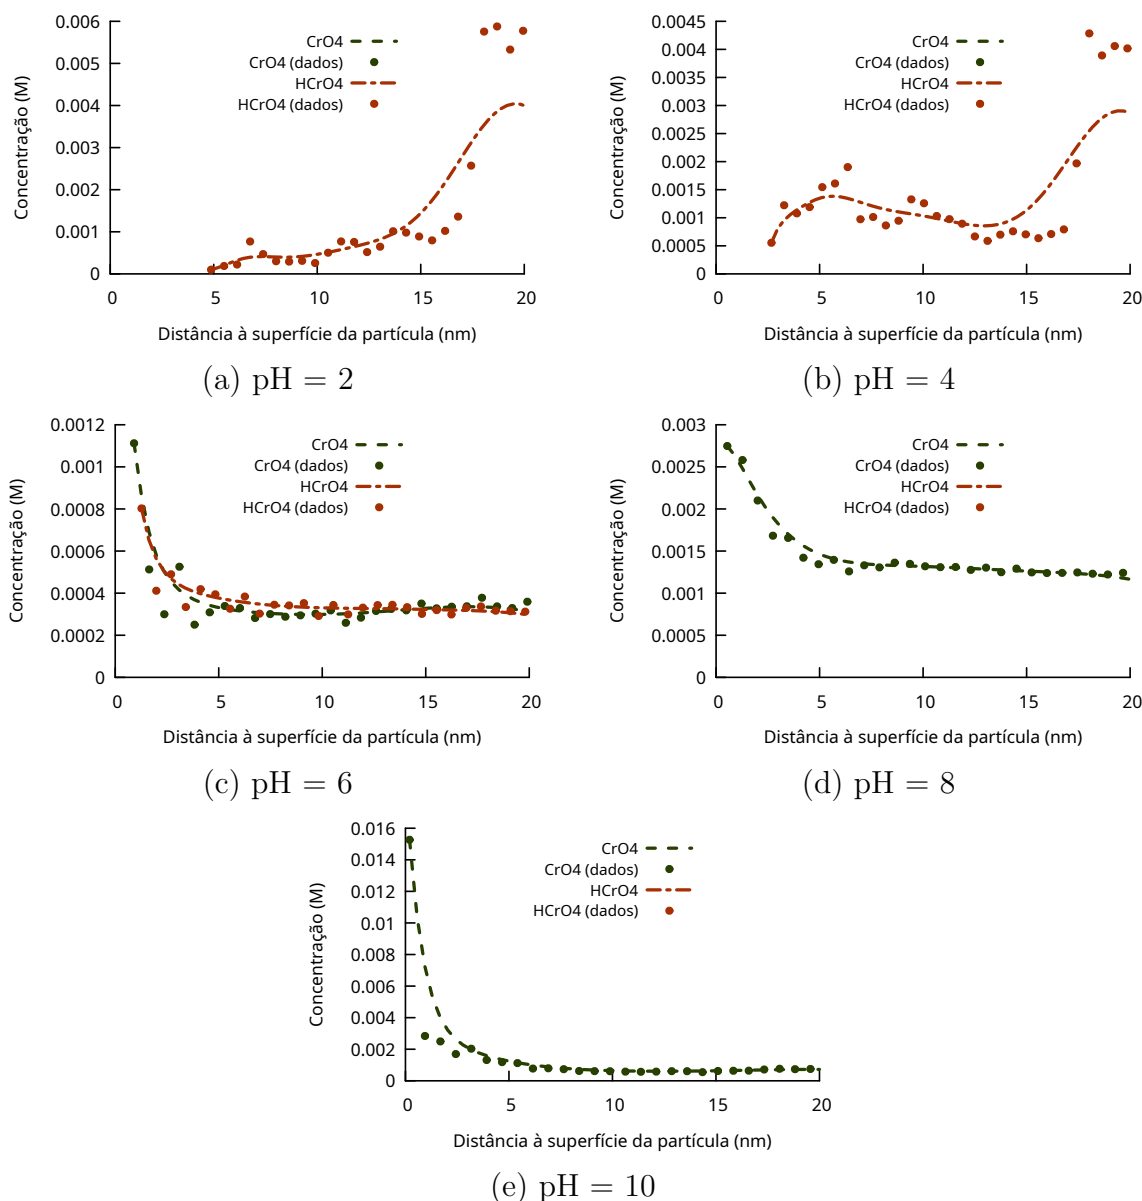 0.006
0.005
0.004
0.003
0.002
0.001
0
Concentração (M)
CrO4
CrO4 (dados)
HCrO4
HCrO4 (dados)
0 5 10 15 20
Distância à superfície da partícula (nm)
(a) pH = 2
0.0045
0.004
0.0035
0.003
0.0025
0.002
0.0015
0.001
0.0005
0
Concentração (M)
CrO4
CrO4 (dados)
HCrO4
HCrO4 (dados)
0 5 10 15 20
Distância à superfície da partícula (nm)
(b) pH = 4
0.0012
0.001
0.0008
0.0006
0.0004
0.0002
0
Concentração (M)
CrO4
CrO4 (dados)
HCrO4
HCrO4 (dados)
0 5 10 15 20
Distância à superfície da partícula (nm)
(c) pH = 6
0.003
0.0025
0.002
0.0015
0.001
0.0005
0
Concentração (M)
CrO4
CrO4 (dados)
HCrO4
HCrO4 (dados)
0 5 10 15 20
Distância à superfície da partícula (nm)
(d) pH = 8
0.016
0.014
0.012
0.01
0.008
0.006
0.004
0.002
0
Concentração (M)
CrO4
CrO4 (dados)
HCrO4
HCrO4 (dados)
0 5 10 15 20
Distância à superfície da partícula (nm)
(e) pH = 10